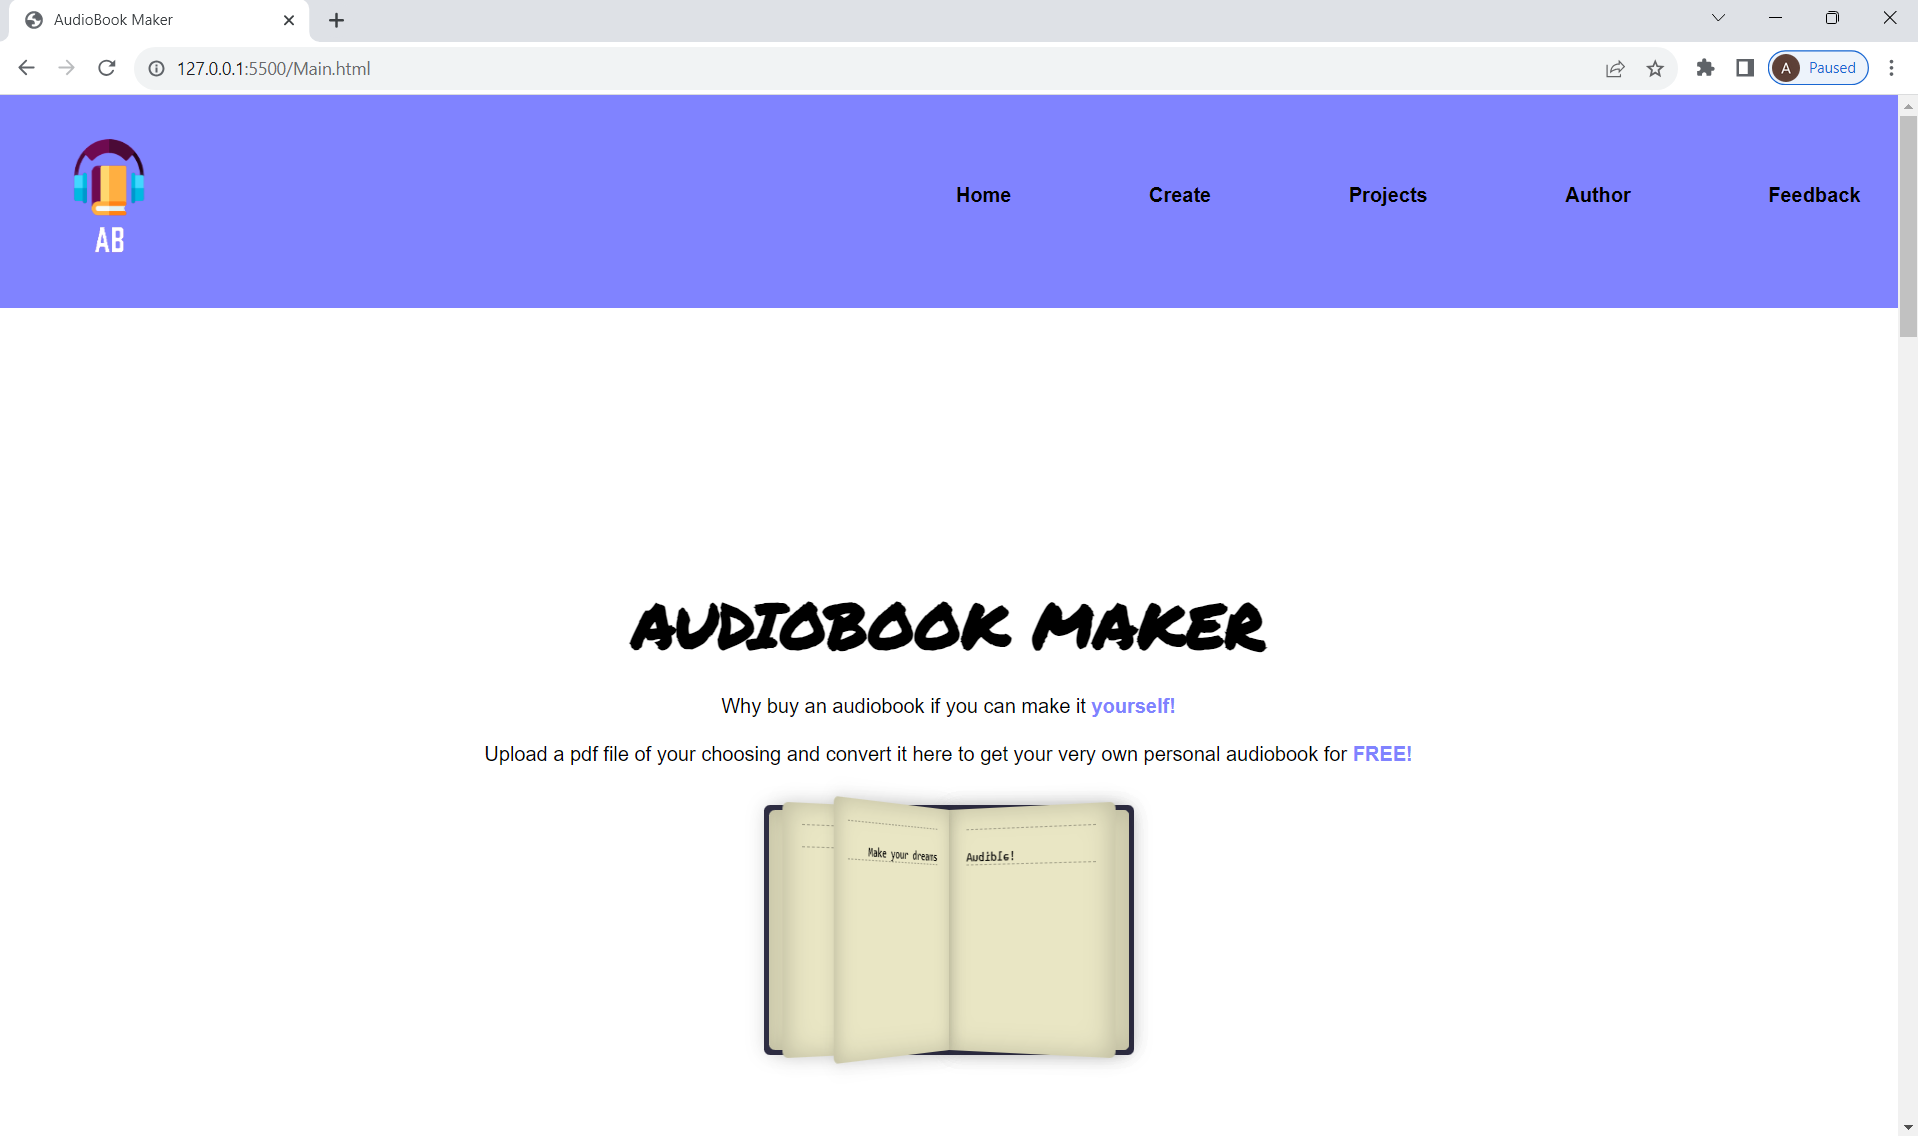 AudioBook Maker
127.0.0.1:5500/Main.html
A Paused
AB
Home Create Projects Author Feedback
AUDIOBOOK MAKER
Why buy an audiobook if you can make it yourself!
Upload a pdf file of your choosing and convert it here to get your very own personal audiobook for FREE!
Make your dreams
Audible!